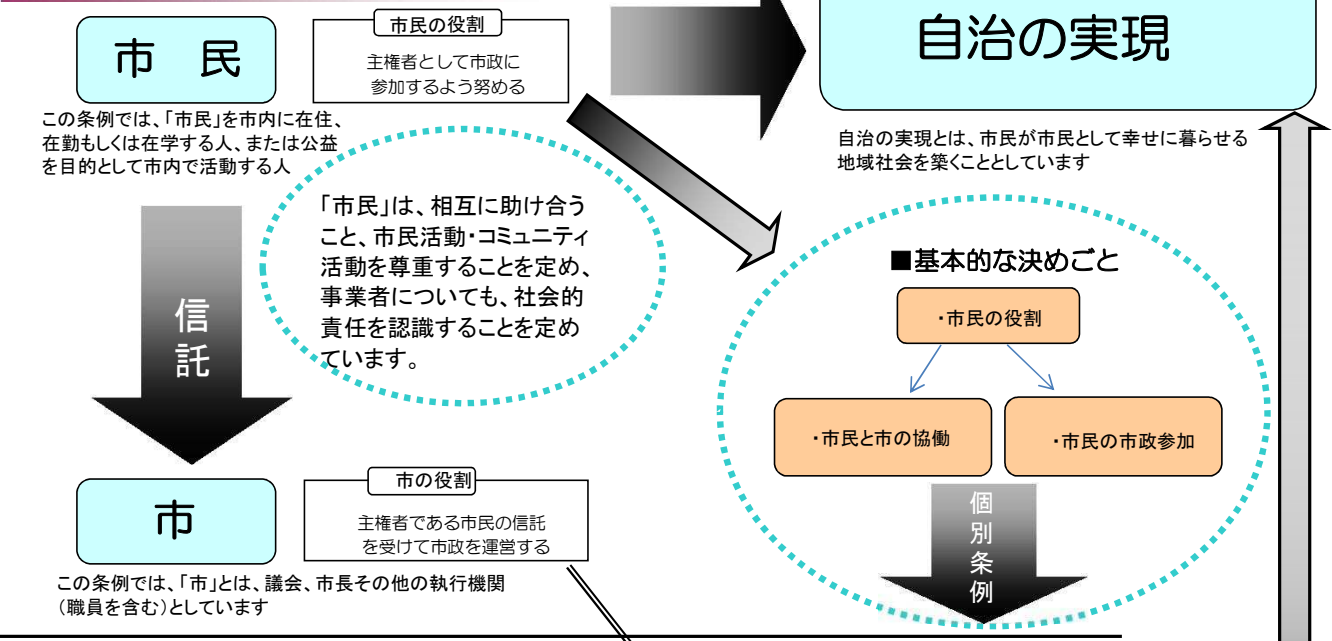 市　民
市民の役割
主権者として市政に
参加するよう努める
自治の実現
この条例では、「市民」を市内に在住、
在勤もしくは在学する人、または公益
を目的として市内で活動する人
自治の実現とは、市民が市民として幸せに暮らせる
地域社会を築くこととしています
「市民」は、相互に助け合う
こと、市民活動・コミュニティ
活動を尊重することを定め、
事業者についても、社会的
責任を認識することを定め
ています。
信託
■基本的な決めごと
・市民の役割
・市民と市の協働
・市民の市政参加
個別条例
市
市の役割
主権者である市民の信託
を受けて市政を運営する
この条例では、「市」とは、議会、市長その他の執行機関
（職員を含む）としています